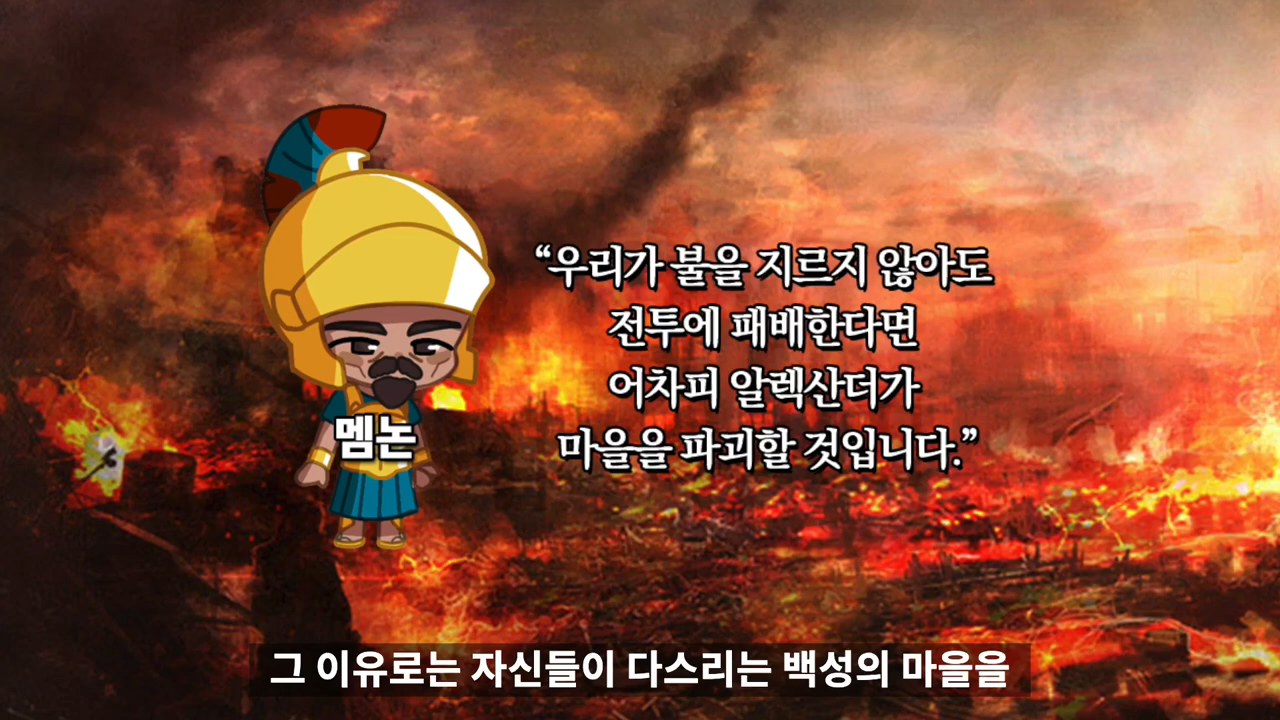 “우리가 불을 지르지 않아도
전투에 패배한다면
어차피 알렉산더가
마을을 파괴할 것입니다.”
멤논
그 이유로는 자신들이 다스리는 백성의 마을을